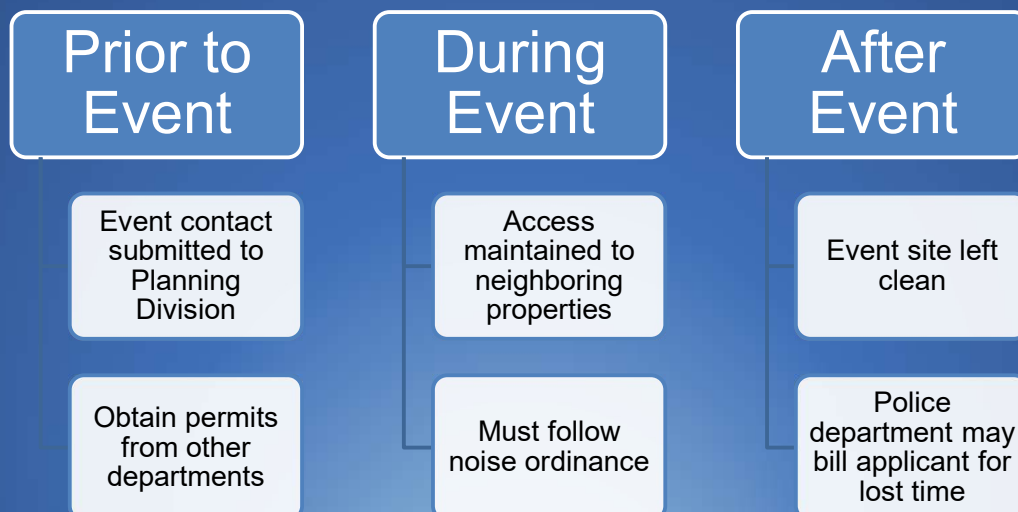 Prior to
Event
Event contact
submitted to
Planning
Division
Obtain permits
from other
departments
During
Event
Access
maintained to
neighboring
properties
Must follow
noise ordinance
After
Event
Event site left
clean
Police
department may
bill applicant for
lost time